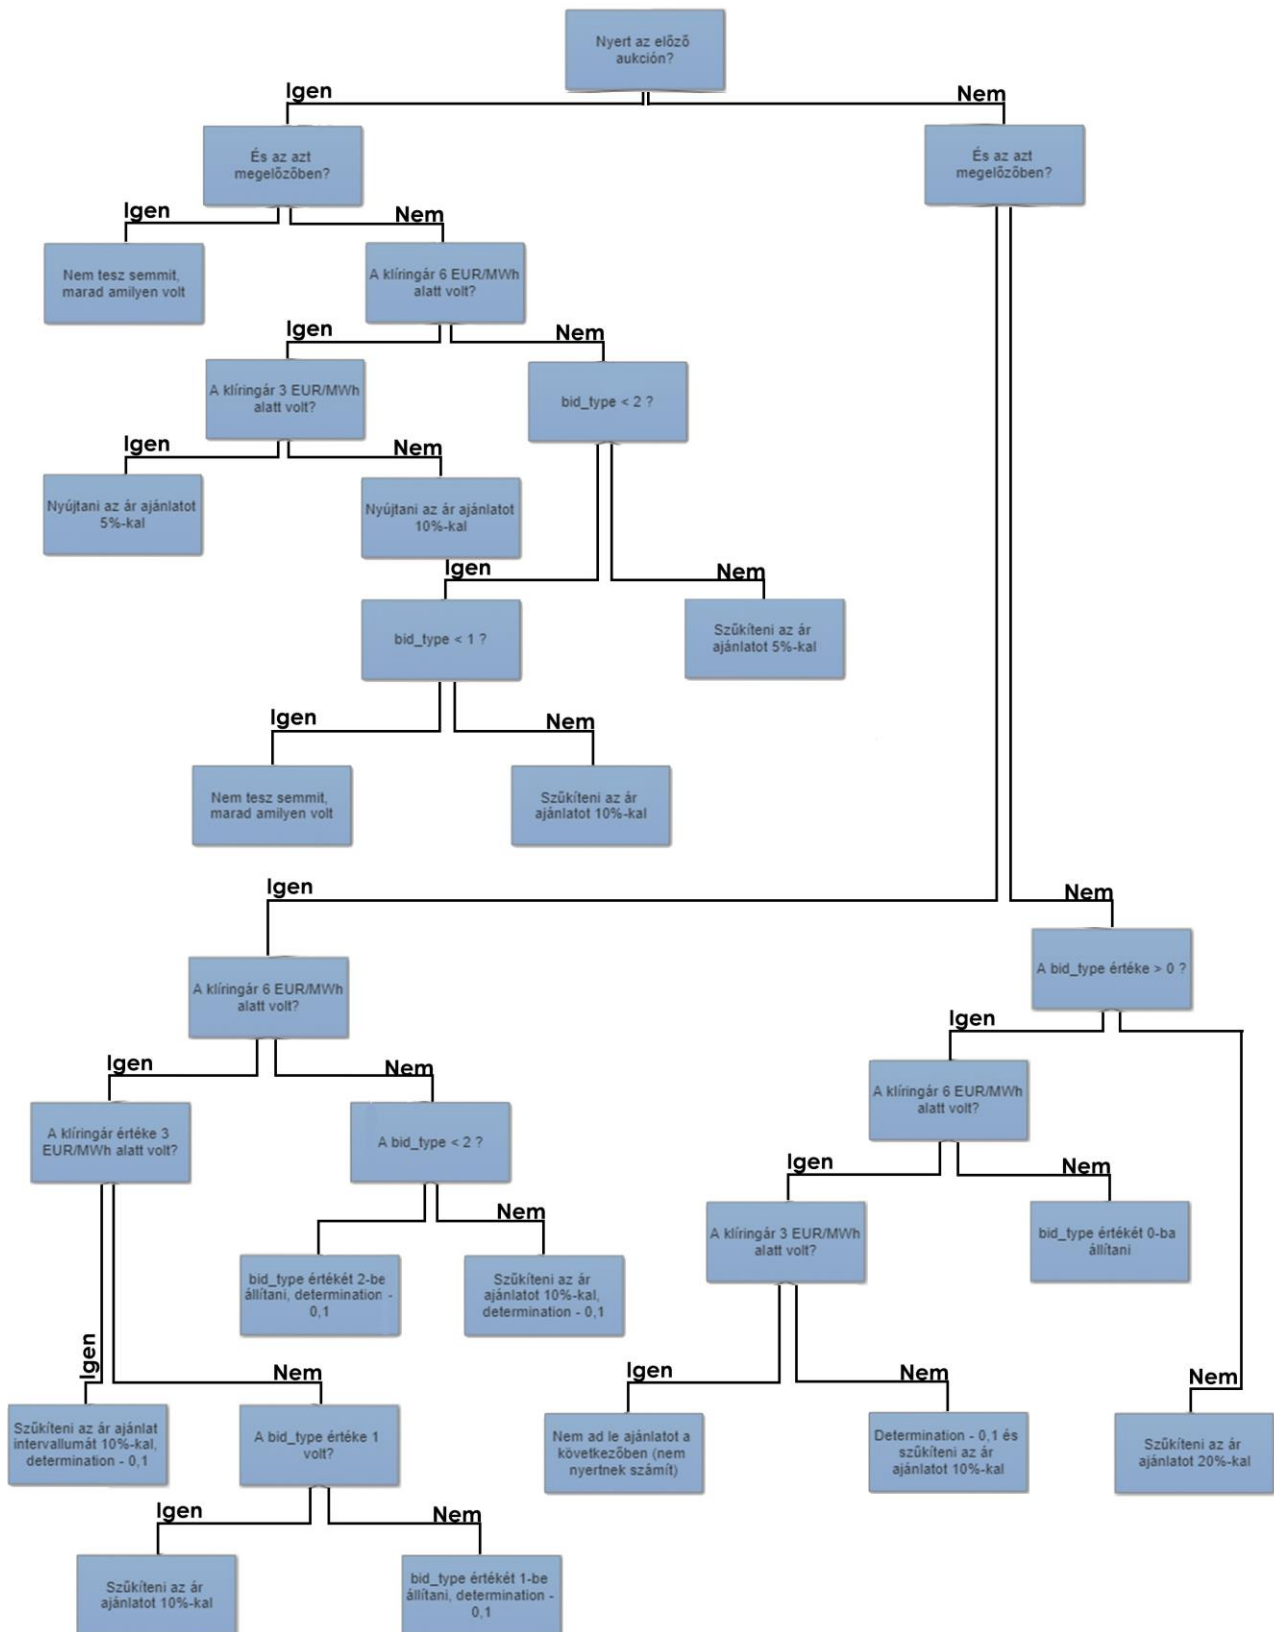 Nyert az előző
aukción?
Igen
Nem
És az azt
megelőzőben?
És az azt
megelőzőben?
Igen
Nem
Nem tesz semmit,
marad amilyen volt
A klíringár 6 EUR/MWh
alatt volt?
Igen
Nem
A klíringár 3 EUR/MWh
alatt volt?
bid_type < 2 ?
Igen
Nem
Nyújtani az ár ajánlatot
5%-kal
Nyújtani az ár ajánlatot
10%-kal
Igen
Nem
bid_type < 1 ?
Szűkíteni az ár
ajánlatot 5%-kal
Igen
Nem
Nem tesz semmit,
marad amilyen volt
Szűkíteni az ár
ajánlatot 10%-kal
Igen
Nem
A klíringár 6 EUR/MWh
alatt volt?
A bid_type értéke > 0 ?
Igen
Nem
Igen
A klíringár értéke 3
EUR/MWh alatt volt?
A bid_type < 2 ?
A klíringár 6 EUR/MWh
alatt volt?
Igen
Nem
Nem
bid_type értékét 2-be
állítani, determination -
0,1
Szűkíteni az ár
ajánlatot 10%-kal,
determination - 0,1
A klíringár 3 EUR/MWh
alatt volt?
bid_type értékét 0-ba
állítani
Igen
Nem
Igen
Nem
Nem
Szűkíteni az ár ajánlat
intervallumát 10%-kal,
determination - 0,1
A bid_type értéke 1
volt?
Nem ad le ajánlatot a
következőben (nem
nyertnek számít)
Determination - 0,1 és
szűkíteni az ár
ajánlatot 10%-kal
Szűkíteni az ár
ajánlatot 20%-kal
Igen
Nem
Szűkíteni az ár
ajánlatot 10%-kal
bid_type értékét 1-be
állítani, determination -
0,1